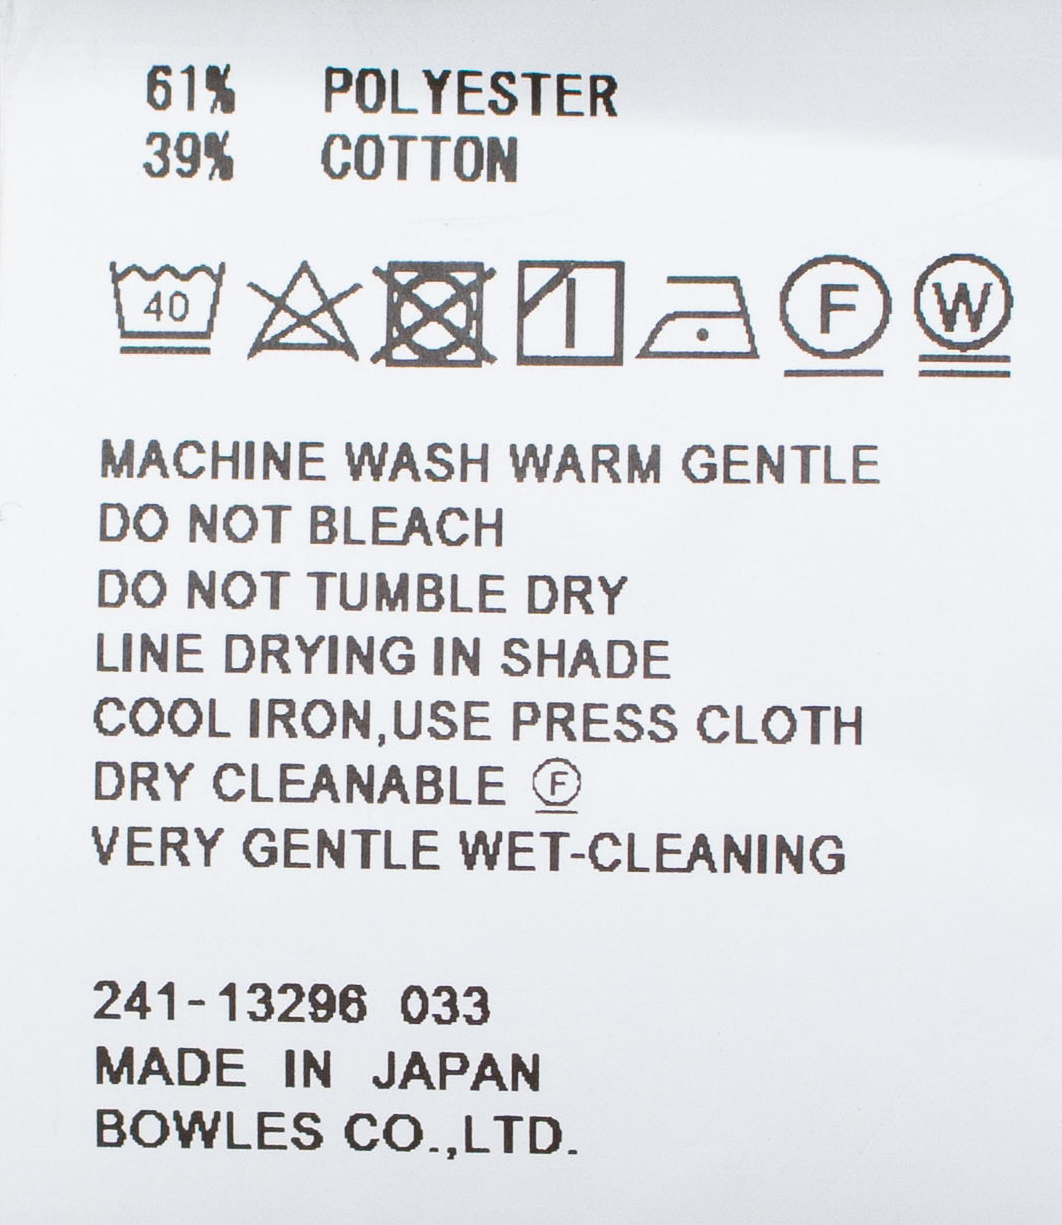 61% POLYESTER
39% COTTON
40 F W
MACHINE WASH WARM GENTLE
DO NOT BLEACH
DO NOT TUMBLE DRY
LINE DRYING IN SHADE
COOL IRON,USE PRESS CLOTH
DRY CLEANABLE Ⓕ
VERY GENTLE WET-CLEANING
241-13296 033
MADE IN JAPAN
BOWLES CO.,LTD.